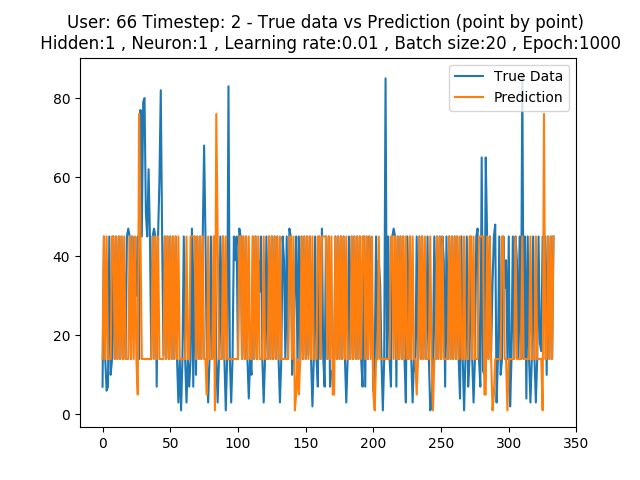 User: 66 Timestep: 2 - True data vs Prediction (point by point)
Hidden:1 , Neuron:1 , Learning rate:0.01 , Batch size:20 , Epoch:1000
True Data
Prediction
80
60
40
20
0
0 50 100 150 200 250 300 350